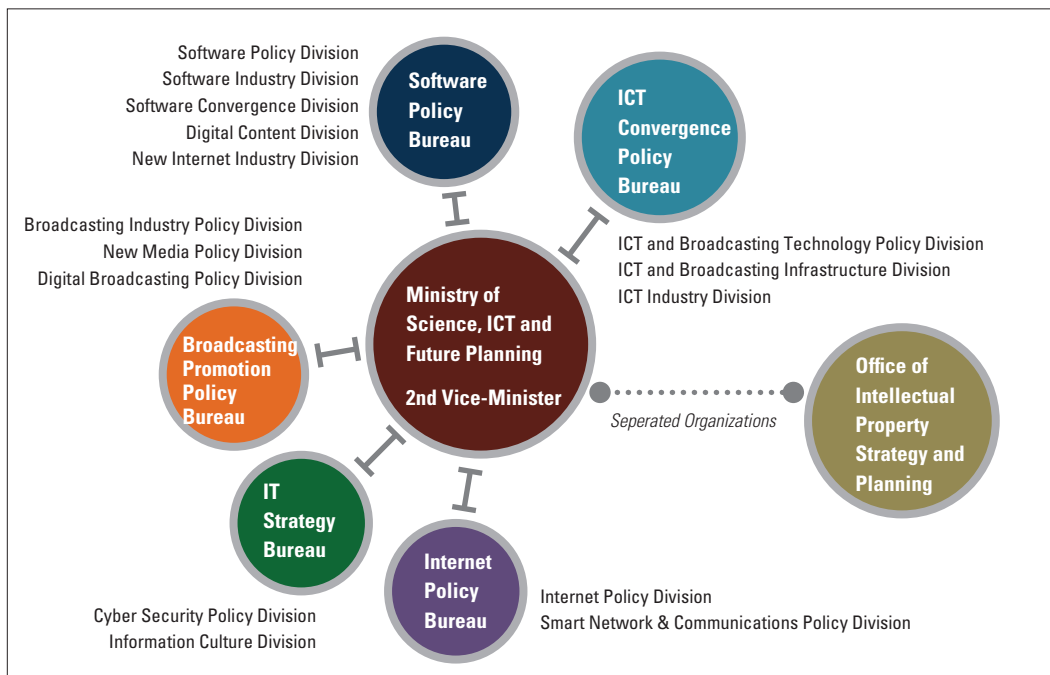 Software Policy Division
Software Industry Division
Software Convergence Division
Digital Content Division
New Internet Industry Division
Software
Policy
Bureau
ICT
Convergence
Policy
Bureau
ICT and Broadcasting Technology Policy Division
ICT and Broadcasting Infrastructure Division
ICT Industry Division
Broadcasting Industry Policy Division
New Media Policy Division
Digital Broadcasting Policy Division
Broadcasting
Promotion
Policy
Bureau
Ministry of
Science, ICT and
Future Planning
2nd Vice-Minister
Seperated Organizations
Office of
Intellectual
Property
Strategy and
Planning
IT
Strategy
Bureau
Cyber Security Policy Division
Information Culture Division
Internet
Policy
Bureau
Internet Policy Division
Smart Network & Communications Policy Division